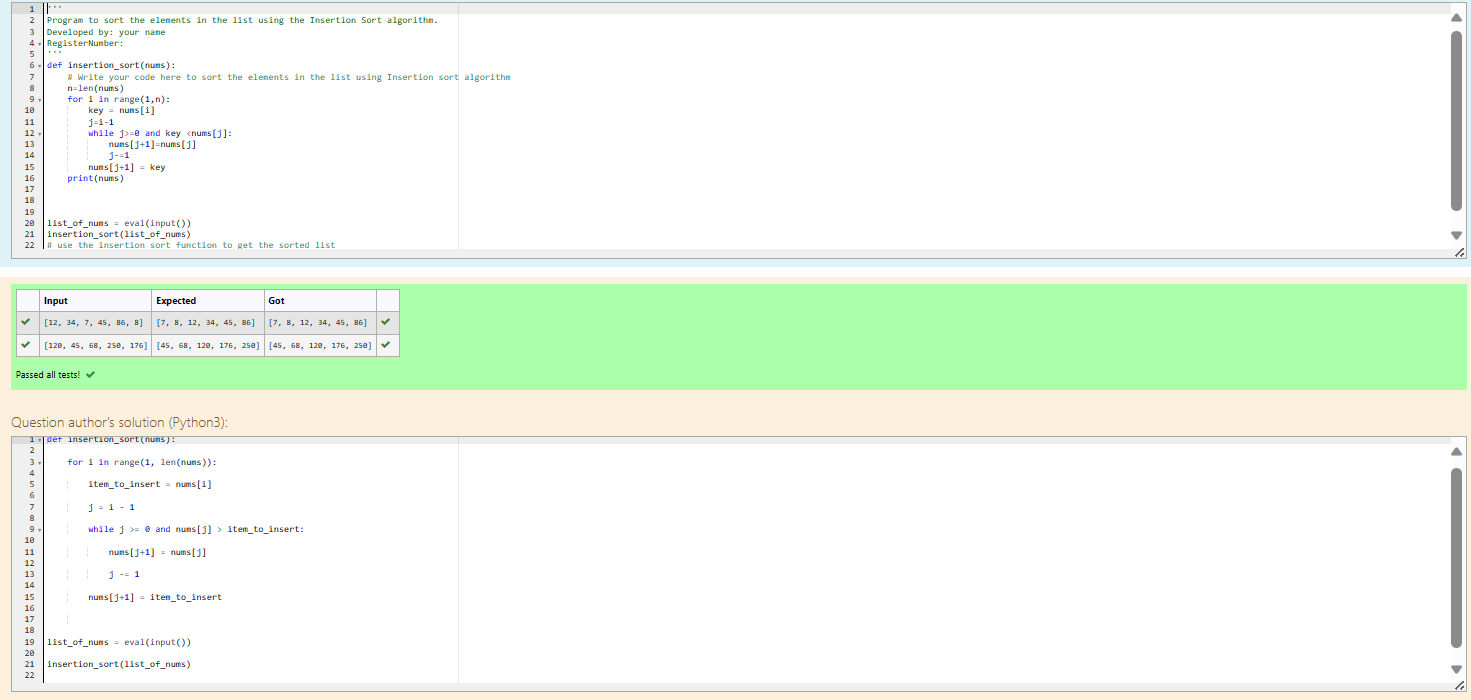 1 '''
2 Program to sort the elements in the list using the Insertion Sort algorithm.
3 Developed by: your name
4 RegisterNumber:
5 '''
6 def insertion_sort(nums):
7     # Write your code here to sort the elements in the list using Insertion sort algorithm
8     n=len(nums)
9     for i in range(1,n):
10         key = nums[i]
11         j=i-1
12         while j>=0 and key <nums[j]:
13             nums[j+1]=nums[j]
14             j-=1
15         nums[j+1] = key
16     print(nums)
17
18
19
20 list_of_nums = eval(input())
21 insertion_sort(list_of_nums)
22 # use the insertion sort function to get the sorted list
Input Expected Got
[12, 34, 7, 45, 86, 8] [7, 8, 12, 34, 45, 86] [7, 8, 12, 34, 45, 86]
[120, 45, 68, 250, 176] [45, 68, 120, 176, 250] [45, 68, 120, 176, 250]
Passed all tests!
Question author's solution (Python3):
1 def insertion_sort(nums):
2
3     for i in range(1, len(nums)):
4
5         item_to_insert = nums[i]
6
7         j = i - 1
8
9         while j >= 0 and nums[j] > item_to_insert:
10
11             nums[j+1] = nums[j]
12
13             j -= 1
14
15         nums[j+1] = item_to_insert
16
17
18
19 list_of_nums = eval(input())
20
21 insertion_sort(list_of_nums)
22